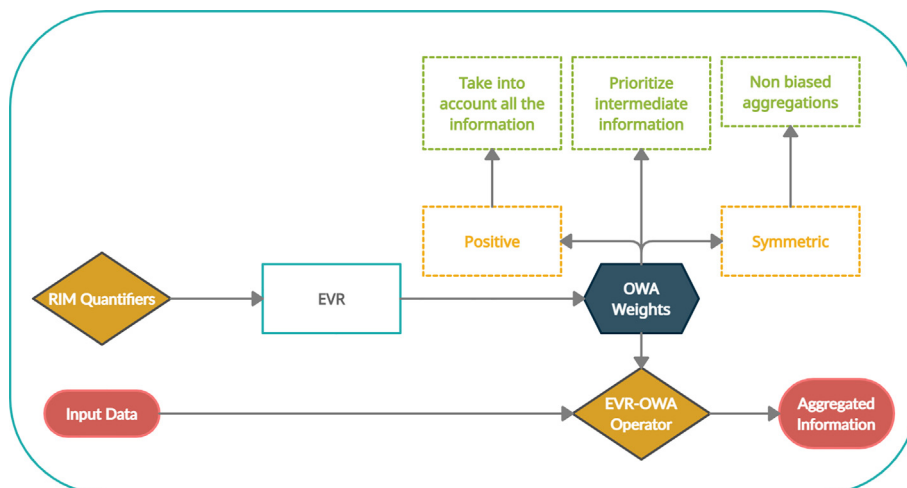 Take into
account all the
information
Prioritize
intermediate
information
Non biased
aggregations
Positive
Symmetric
RIM Quantifiers
EVR
OWA
Weights
Input Data
EVR-OWA
Operator
Aggregated
Information